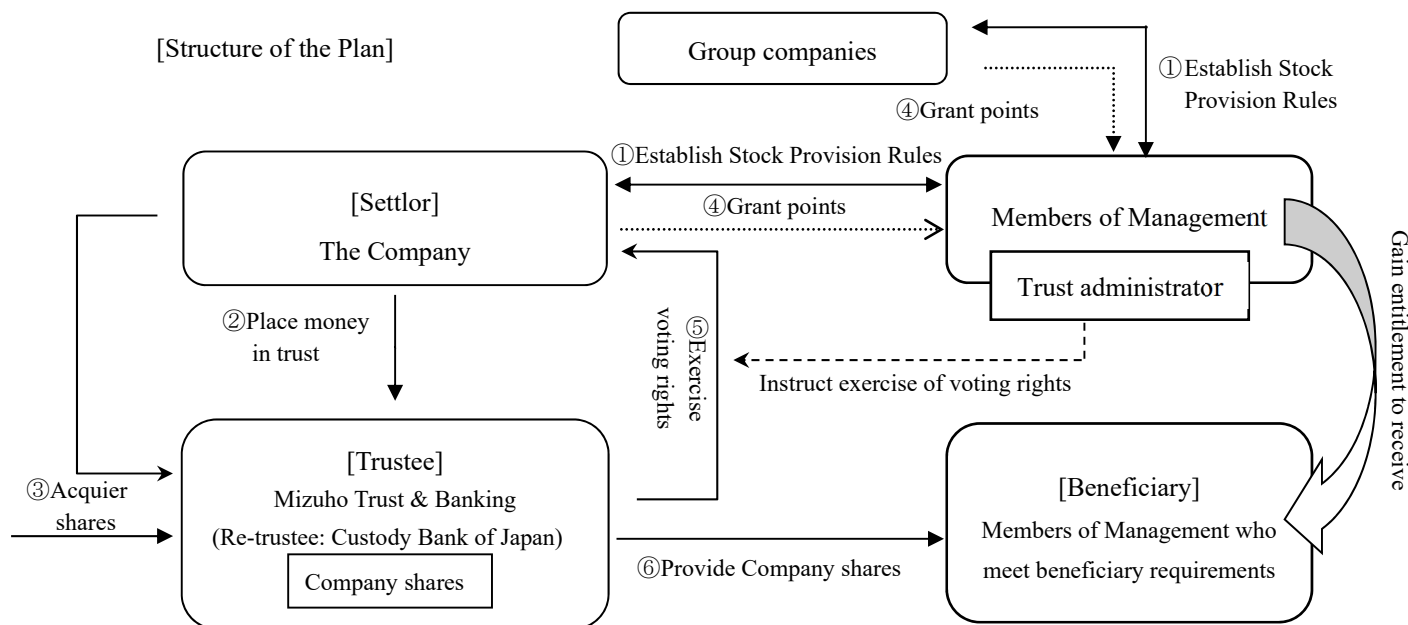 [Structure of the Plan]
Group companies
①Establish Stock
Provision Rules
④Grant points
①Establish Stock Provision Rules
④Grant points
[Settlor]
The Company
Members of Management
Trust administrator
②Place money
in trust
⑤Exercise
voting rights
Instruct exercise of voting rights
Gain entitlement to receive
③Acquier
shares
[Trustee]
Mizuho Trust & Banking
(Re-trustee: Custody Bank of Japan)
Company shares
⑥Provide Company shares
[Beneficiary]
Members of Management who
meet beneficiary requirements